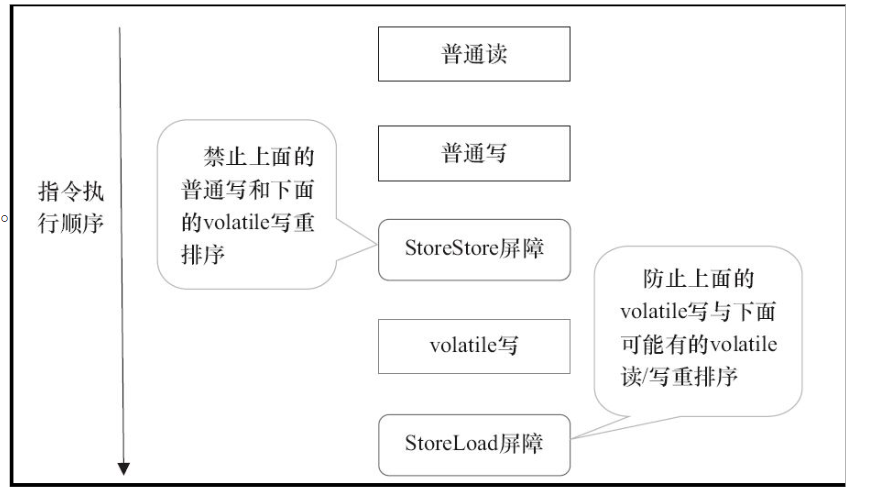 普通读
普通写
禁止上面的
普通写和下面
的volatile写重
排序
指令执
行顺序
StoreStore屏障
防止上面的
volatile写与下面
可能有的volatile
读/写重排序
volatile写
StoreLoad屏障